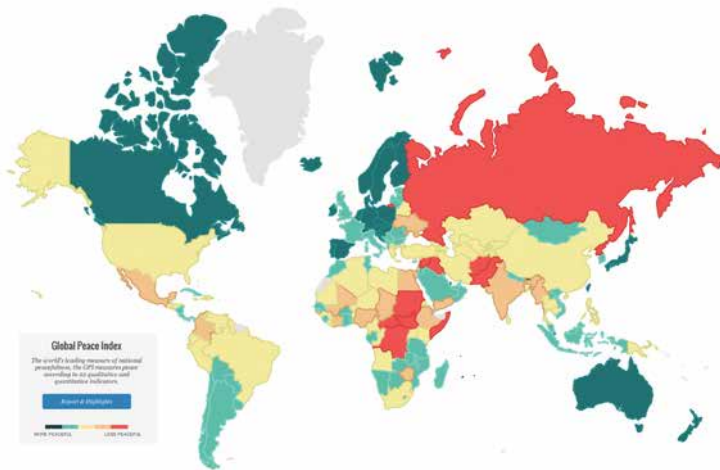 Global Peace Index
The world's leading measure of national
peacefulness, the GPI measures peace
according to 22 qualitative and
quantitative indicators.
Report & Highlights
MORE PEACEFUL
LESS PEACEFUL